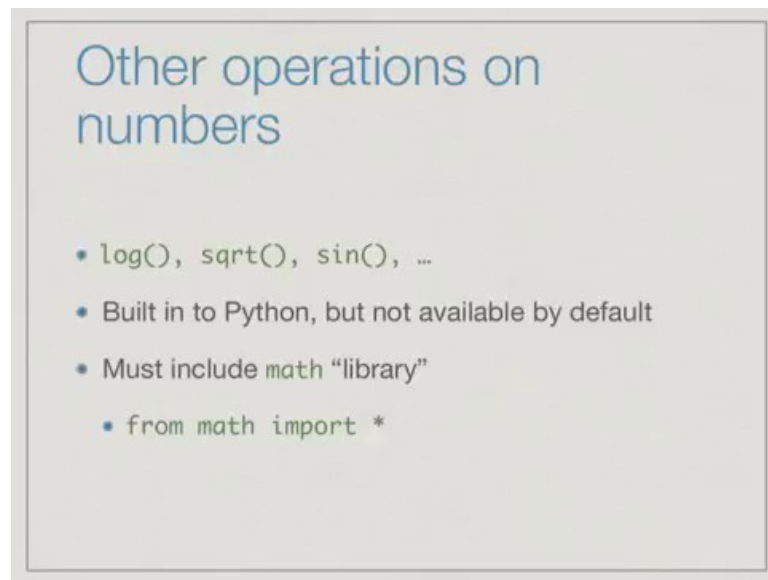 Other operations on
numbers
• log(), sqrt(), sin(), …
• Built in to Python, but not available by default
• Must include math “library”
• from math import *